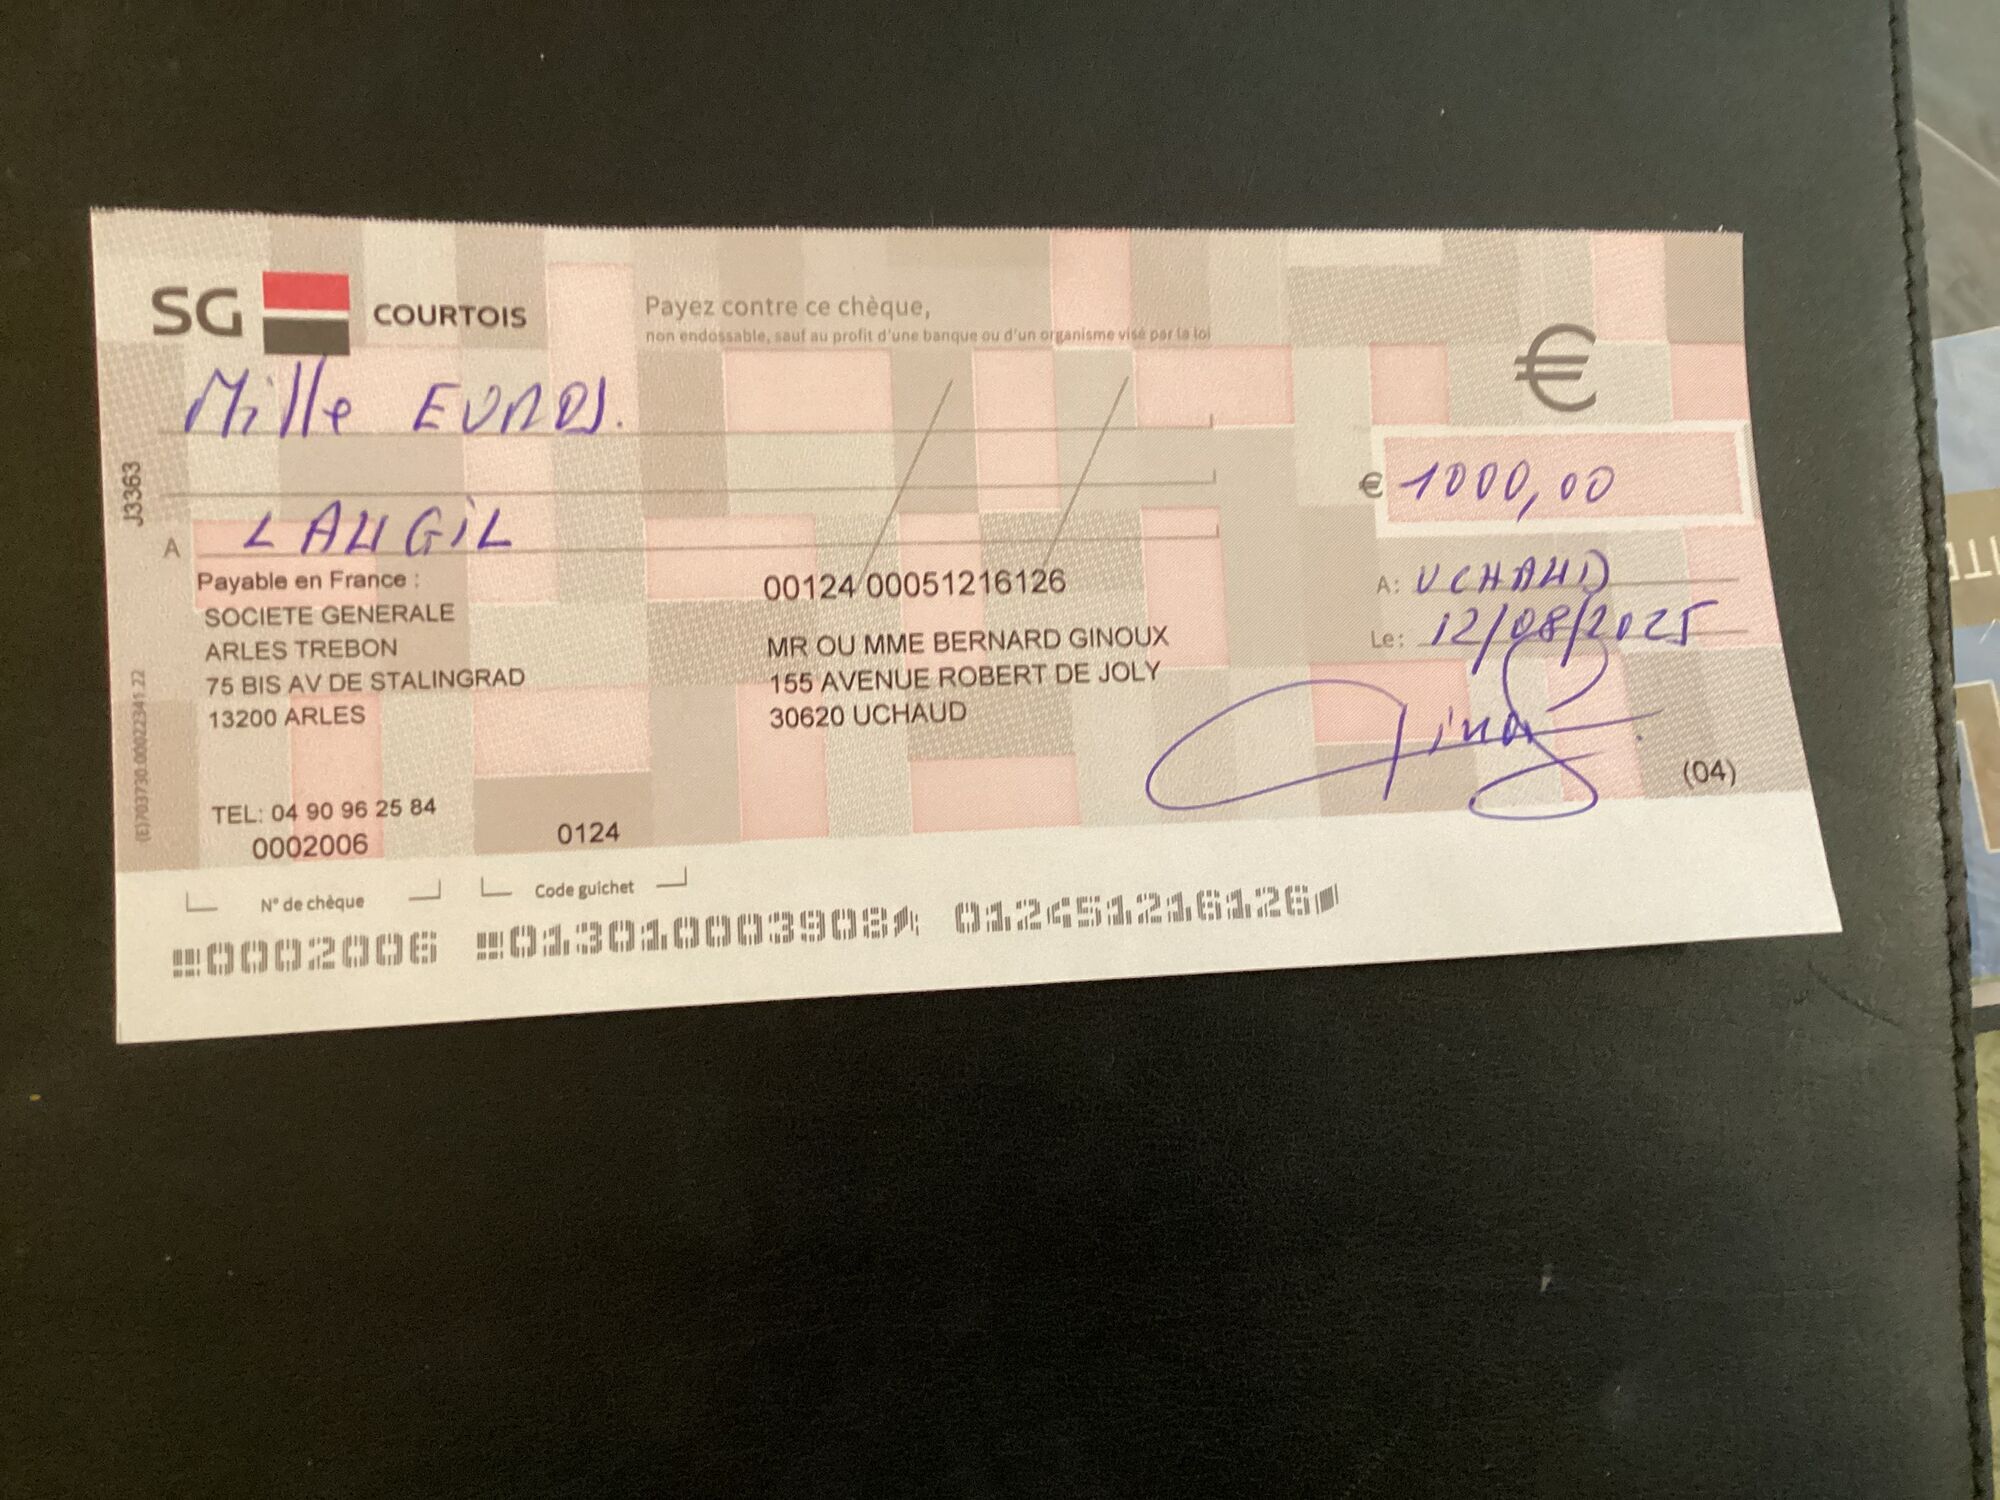 SG COURTOIS
Payez contre ce chèque,
non endossable, sauf au profit d'une banque ou d'un organisme visé par la loi
€
Mille EUROS.
€ 1000,00
A LAUGIL
A: UCHAUD
Le: 12/08/2025
Payable en France :
SOCIETE GENERALE
ARLES TREBON
75 BIS AV DE STALINGRAD
13200 ARLES
TEL: 04 90 96 25 84
00124 00051216126
MR OU MME BERNARD GINOUX
155 AVENUE ROBERT DE JOLY
30620 UCHAUD
(04)
0002006
0124
N° de chèque
Code guichet
0002006 013010003908 012451216126
J3363